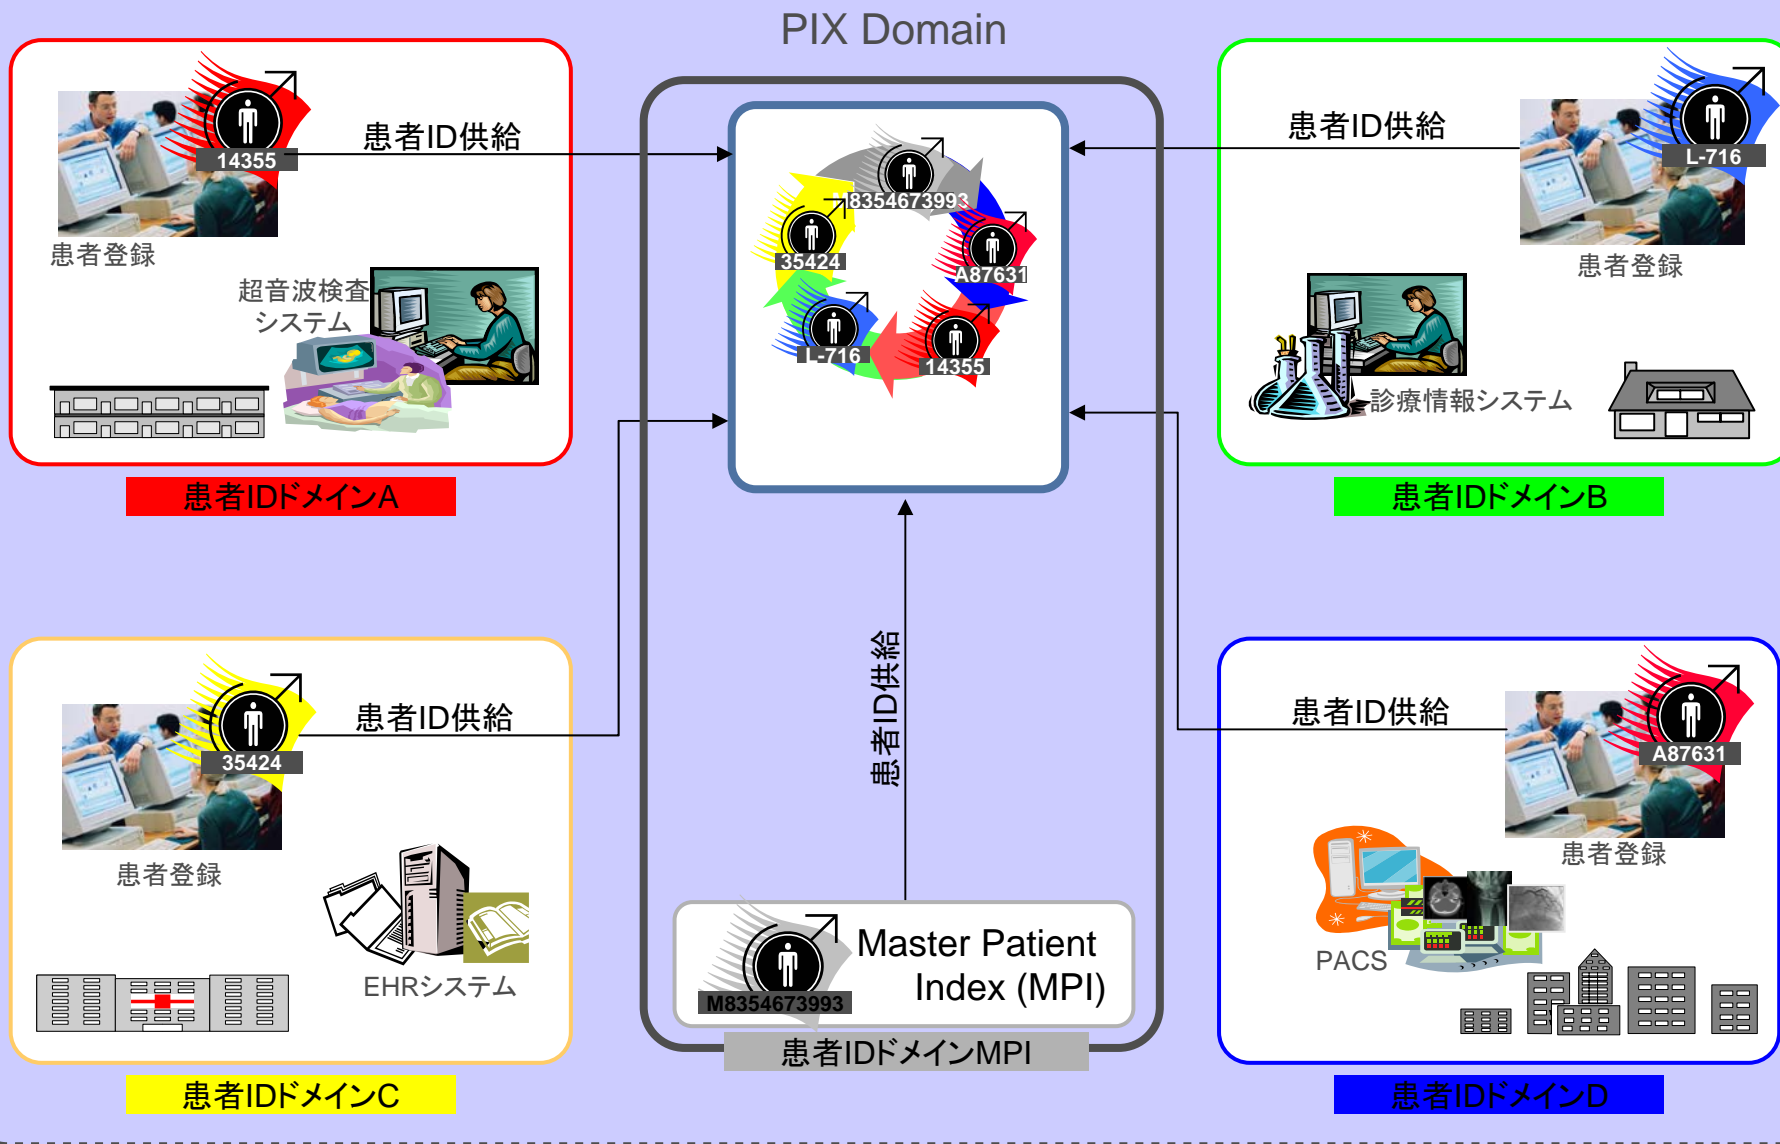 PIX Domain
14355
患者ID供給
患者登録
超音波検査
システム
患者IDドメインA
8354673993
35424
A87631
L-716
14355
患者ID供給
L-716
患者登録
診療情報システム
患者IDドメインB
35424
患者ID供給
患者登録
EHRシステム
患者IDドメインC
患者ID供給
M8354673993
Master Patient
Index (MPI)
患者IDドメインMPI
患者ID供給
A87631
患者登録
PACS
患者IDドメインD